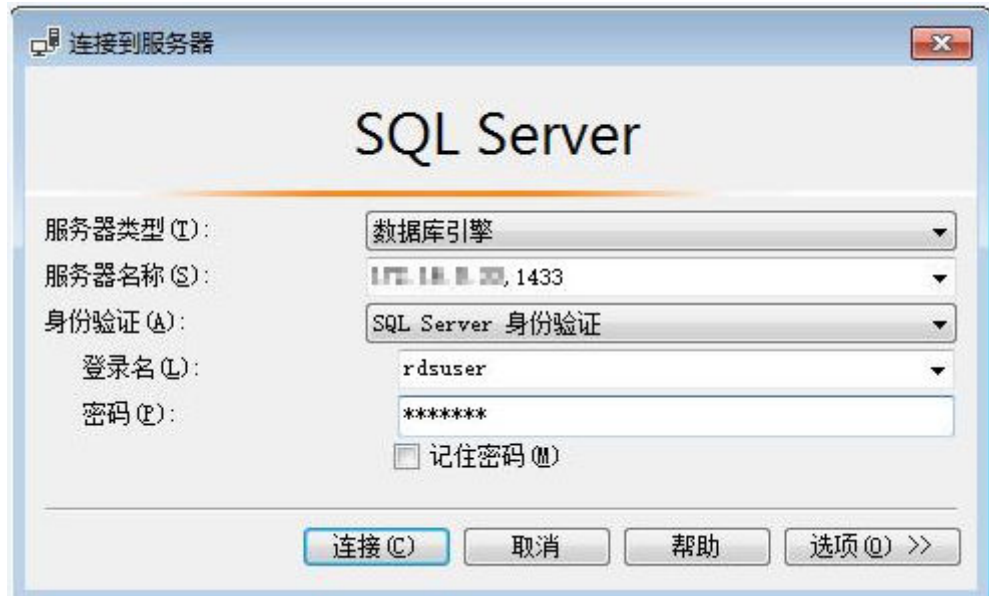 连接到服务器
SQL Server
服务器类型(T): 数据库引擎
服务器名称(S): , 1433
身份验证(A): SQL Server 身份验证
登录名(L): rdsuser
密码(P): *******
记住密码(M)
连接(C) 取消 帮助 选项(O) >>